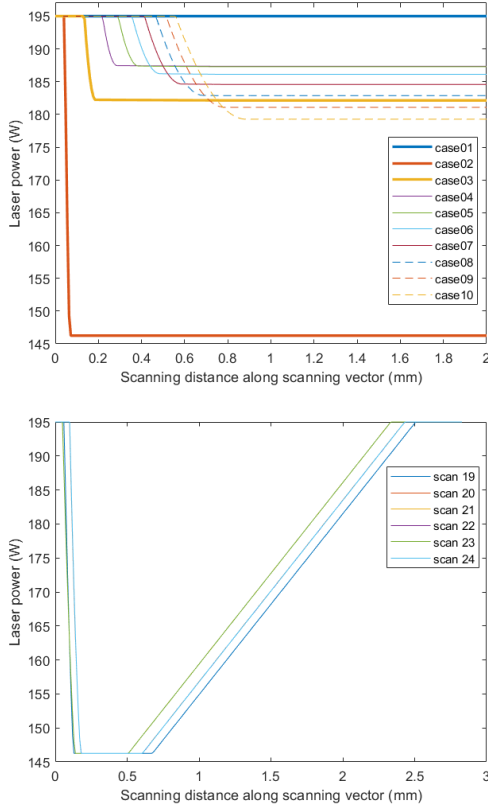 195
190
185
180
175
170
165
160
155
150
145
Laser power (W)
0
0.2
0.4
0.6
0.8
1
1.2
1.4
1.6
1.8
2
Scanning distance along scanning vector (mm)
case01
case02
case03
case04
case05
case06
case07
case08
case09
case10
195
190
185
180
175
170
165
160
155
150
145
Laser power (W)
0
0.5
1
1.5
2
2.5
3
Scanning distance along scanning vector (mm)
scan 19
scan 20
scan 21
scan 22
scan 23
scan 24